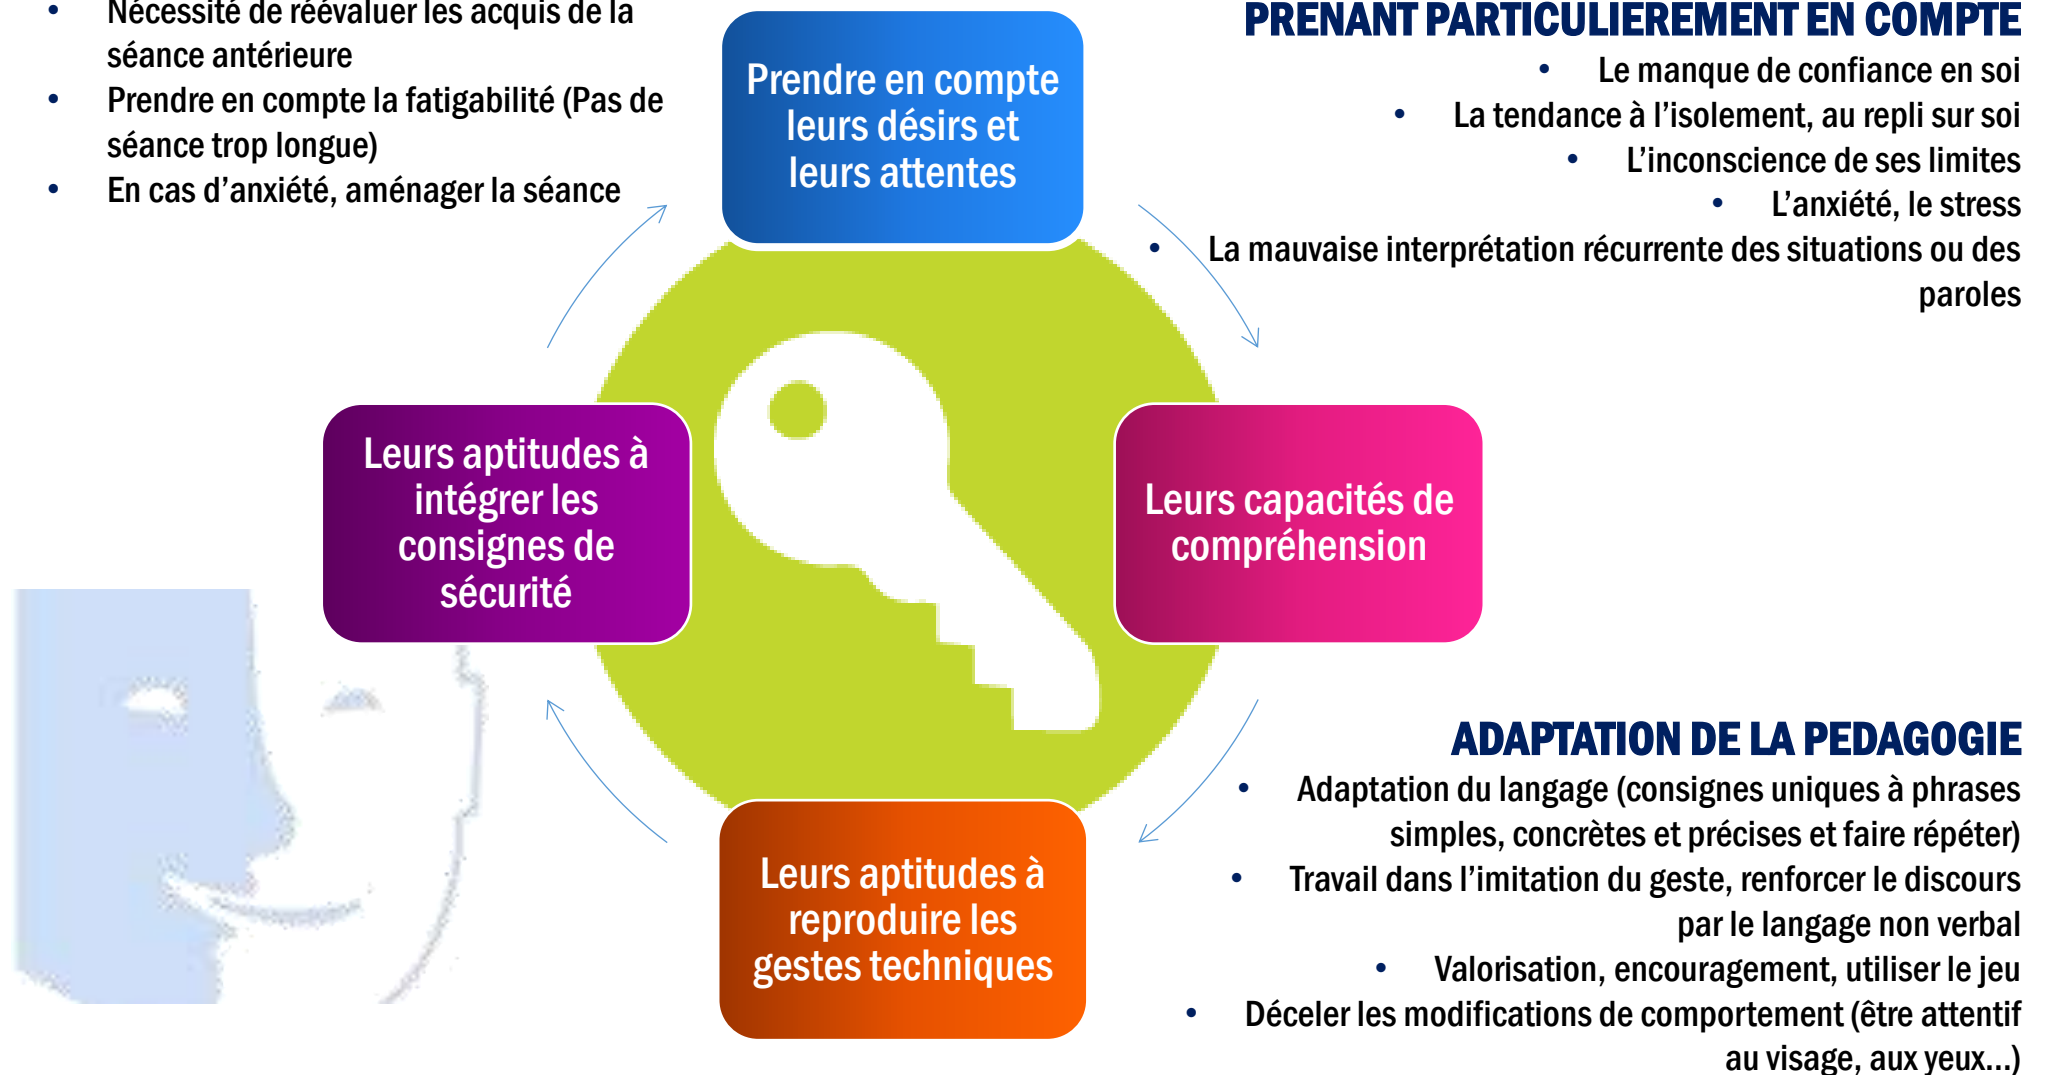 • Nécessité de réévaluer les acquis de la
séance antérieure
• Prendre en compte la fatigabilité (Pas de
séance trop longue)
• En cas d’anxiété, aménager la séance
Prendre en compte
leurs désirs et
leurs attentes
PRENANT PARTICULIEREMENT EN COMPTE
• Le manque de confiance en soi
• La tendance à l’isolement, au repli sur soi
• L’inconscience de ses limites
• L’anxiété, le stress
• La mauvaise interprétation récurrente des situations ou des
paroles
Leurs aptitudes à
intégrer les
consignes de
sécurité
Leurs capacités de
compréhension
Leurs aptitudes à
reproduire les
gestes techniques
ADAPTATION DE LA PEDAGOGIE
• Adaptation du langage (consignes uniques à phrases
simples, concrètes et précises et faire répéter)
• Travail dans l’imitation du geste, renforcer le discours
par le langage non verbal
• Valorisation, encouragement, utiliser le jeu
• Déceler les modifications de comportement (être attentif
au visage, aux yeux...)